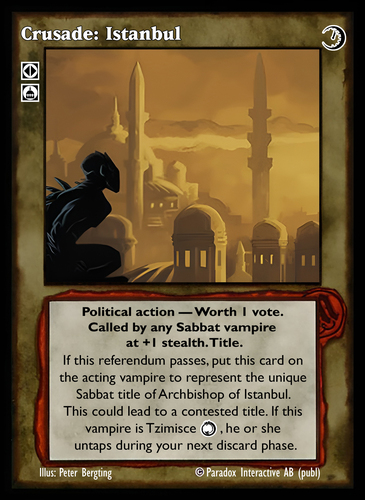 Crusade: Istanbul
Political action — Worth 1 vote.
Called by any Sabbat vampire
at +1 stealth. Title.
If this referendum passes, put this card on
the acting vampire to represent the unique
Sabbat title of Archbishop of Istanbul.
This could lead to a contested title. If this
vampire is Tzimisce , he or she
untaps during your next discard phase.
Illus: Peter Bergting © Paradox Interactive AB (publ)